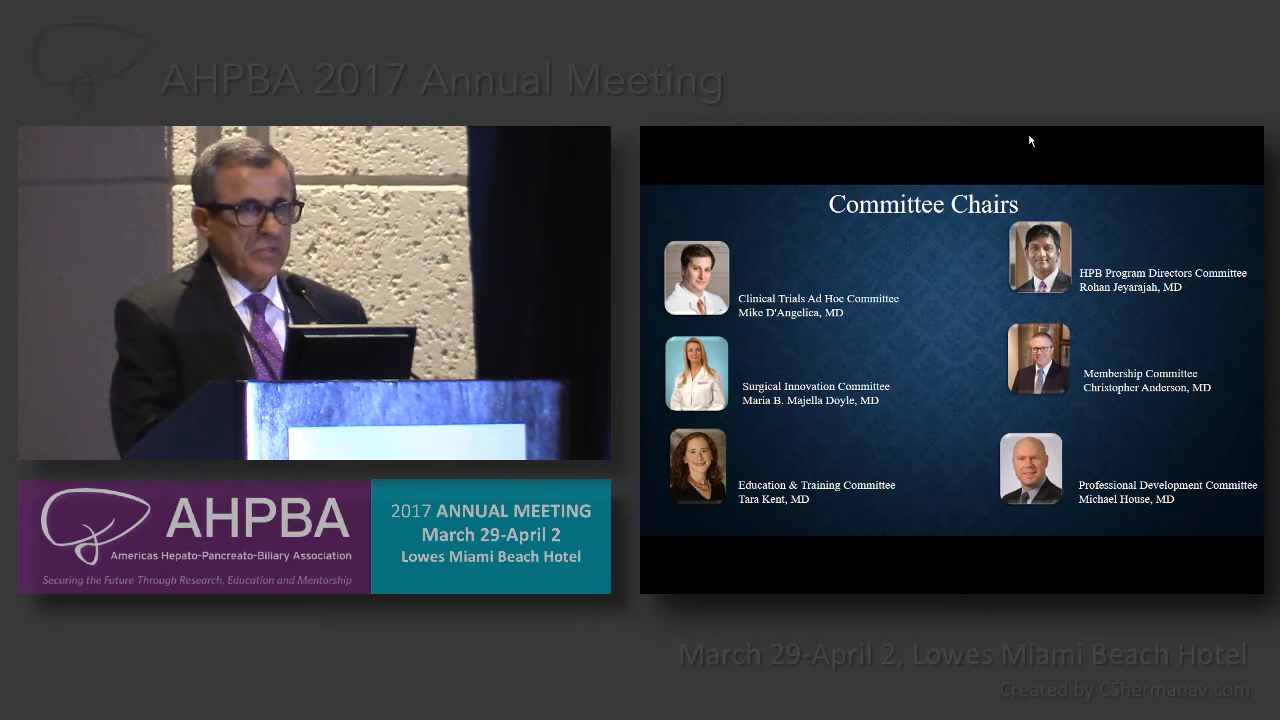 AHPBA 2017 Annual Meeting
Committee Chairs
Clinical Trials Ad Hoc Committee
Mike D'Angelica, MD
Surgical Innovation Committee
Maria B. Majella Doyle, MD
Education & Training Committee
Tara Kent, MD
HPB Program Directors Committee
Rohan Jeyarajah, MD
Membership Committee
Christopher Anderson, MD
Professional Development Committee
Michael House, MD
AHPBA
Americas Hepato-Pancreato-Biliary Association
Securing the Future Through Research, Education and Mentorship
2017 ANNUAL MEETING
March 29-April 2
Lowes Miami Beach Hotel
March 29-April 2, Lowes Miami Beach Hotel
Created by CShermanav.com